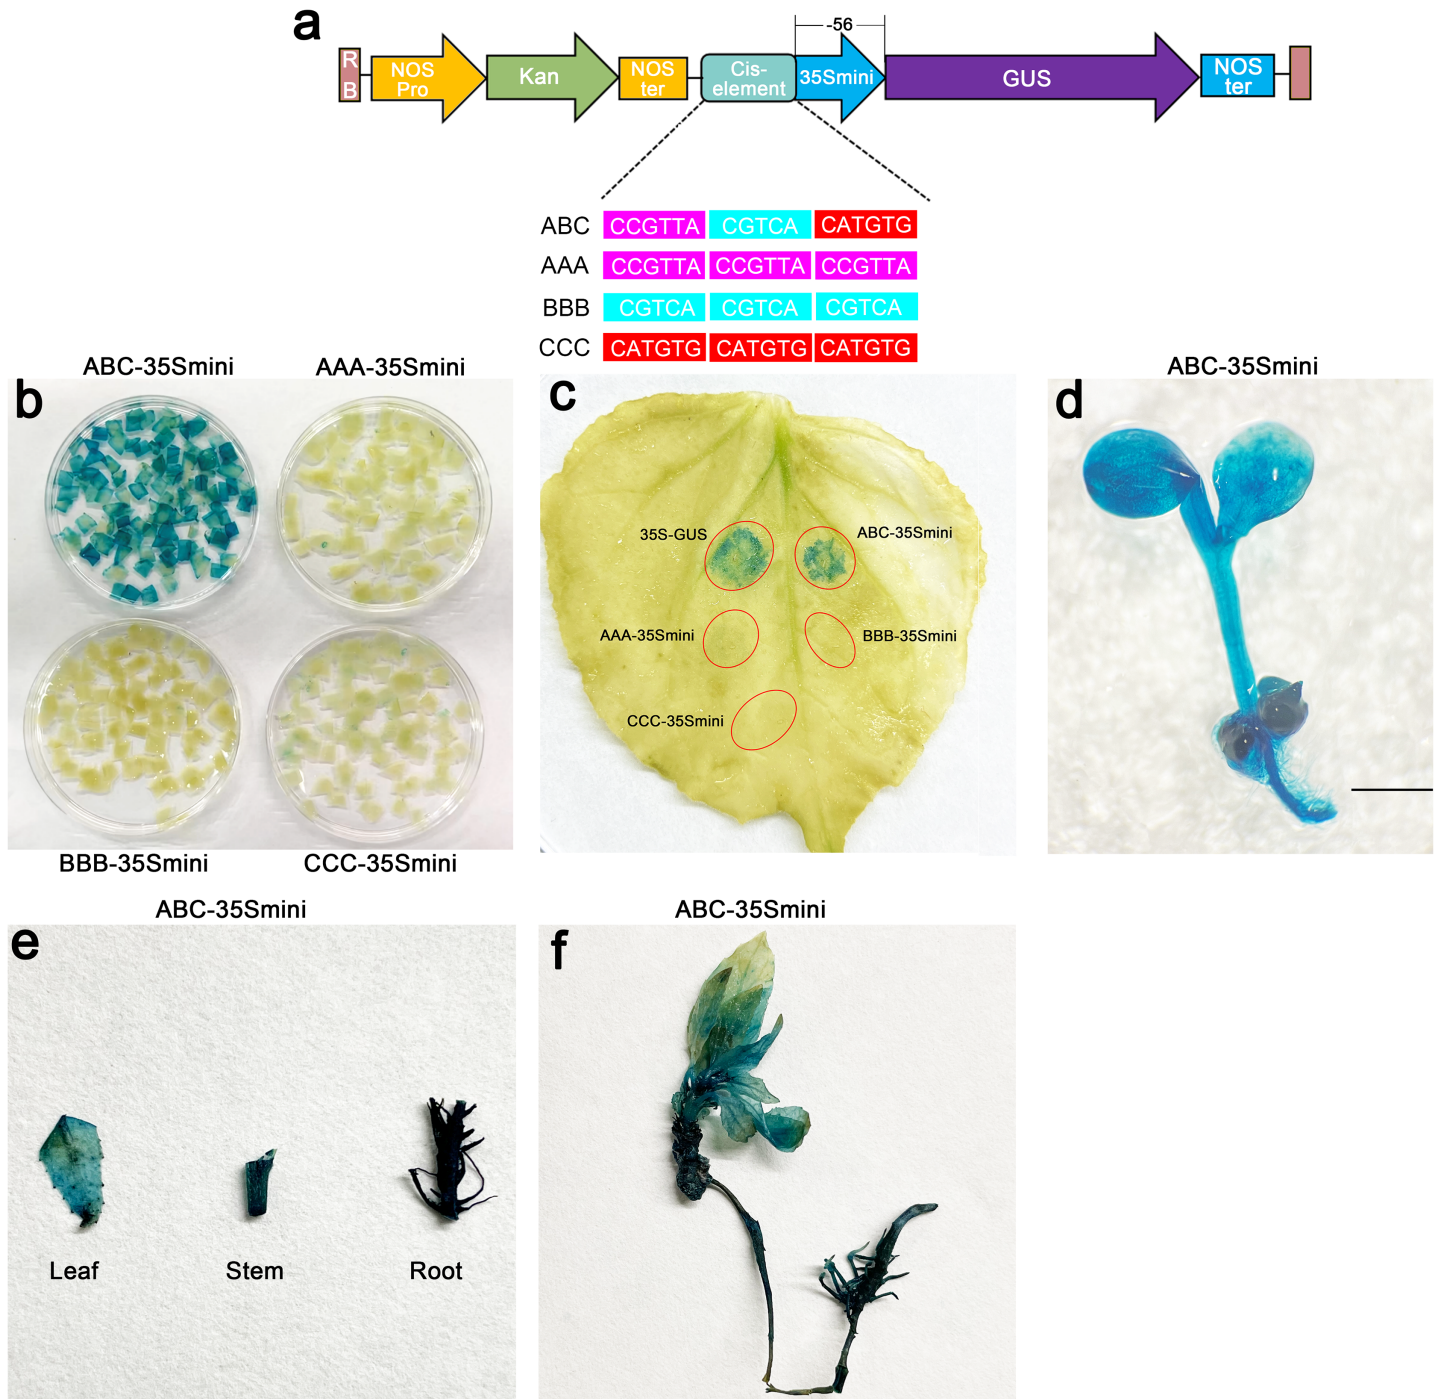 a
-56
R
B
NOS
Pro
Kan
NOS
ter
Cis-
element
35Smini
GUS
NOS
ter
ABC CCGTTA CGTCA CATGTG
AAA CCGTTA CCGTTA CCGTTA
BBB CGTCA CGTCA CGTCA
CCC CATGTG CATGTG CATGTG
ABC-35Smini AAA-35Smini
b
BBB-35Smini CCC-35Smini
c
35S-GUS ABC-35Smini
AAA-35Smini BBB-35Smini
CCC-35Smini
ABC-35Smini
d
ABC-35Smini
e
Leaf Stem Root
ABC-35Smini
f